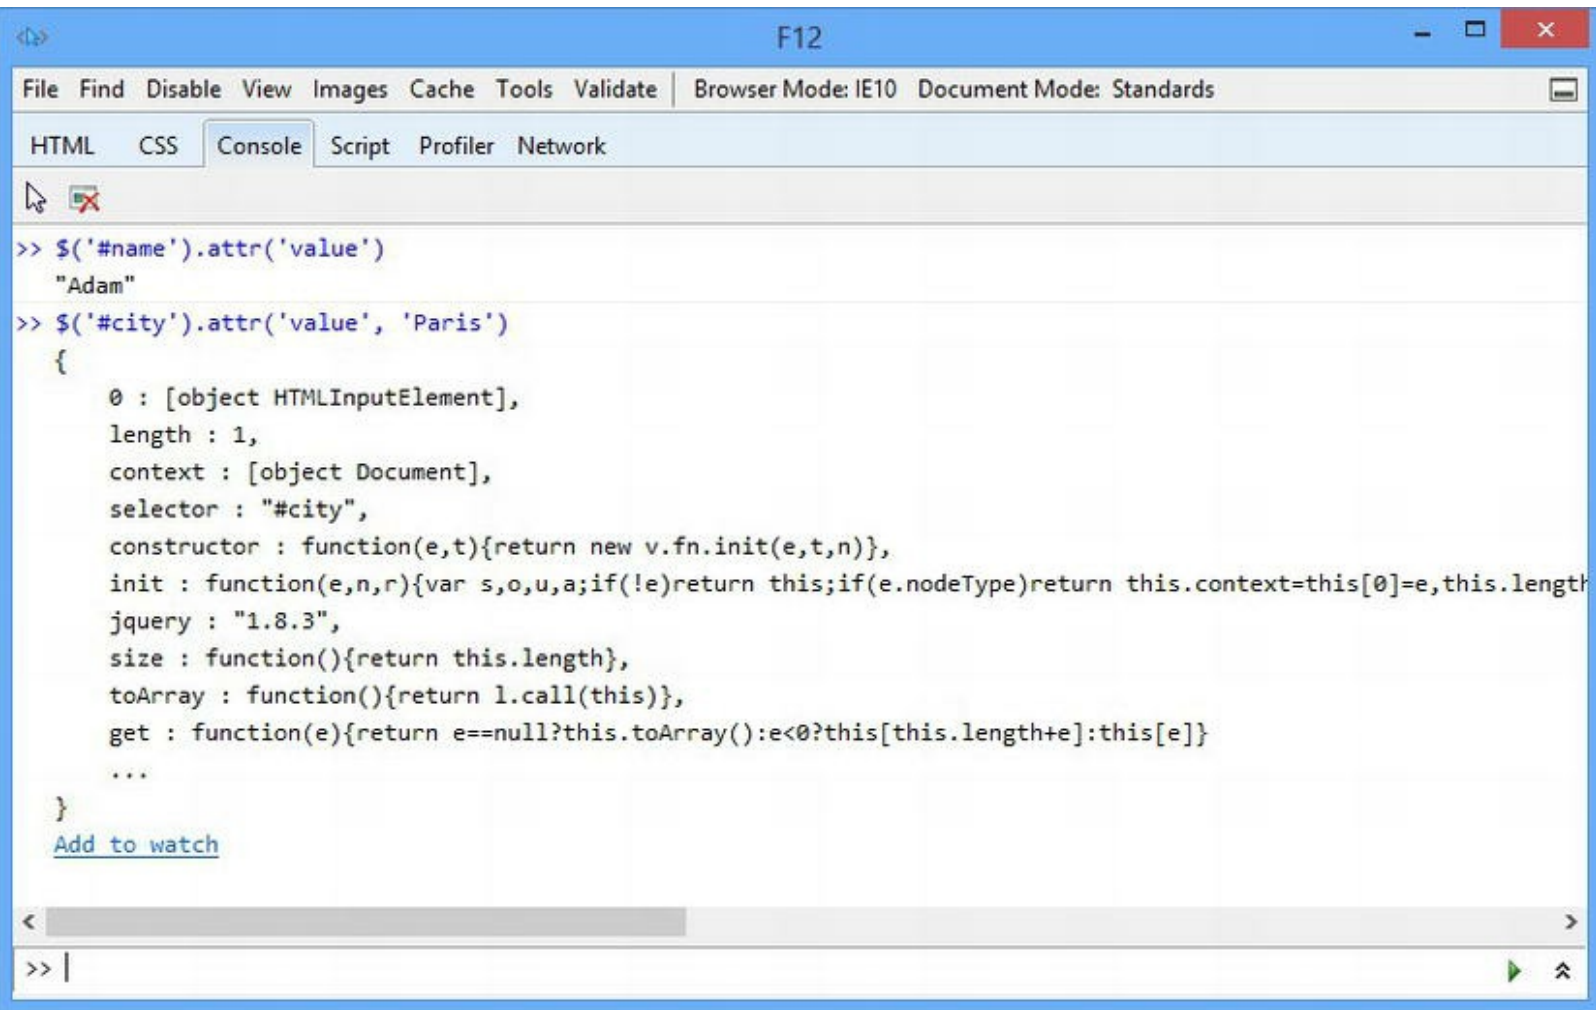 F12
File Find Disable View Images Cache Tools Validate Browser Mode: IE10 Document Mode: Standards
HTML CSS Console Script Profiler Network
>> $('#name').attr('value')
"Adam"
>> $('#city').attr('value', 'Paris')
{
0 : [object HTMLInputElement],
length : 1,
context : [object Document],
selector : "#city",
constructor : function(e,t){return new v.fn.init(e,t,n)},
init : function(e,n,r){var s,o,u,a;if(!e)return this;if(e.nodeType)return this.context=this[0]=e,this.length
jquery : "1.8.3",
size : function(){return this.length},
toArray : function(){return l.call(this)},
get : function(e){return e==null?this.toArray():e<0?this[this.length+e]:this[e]}
...
}
Add to watch
>>